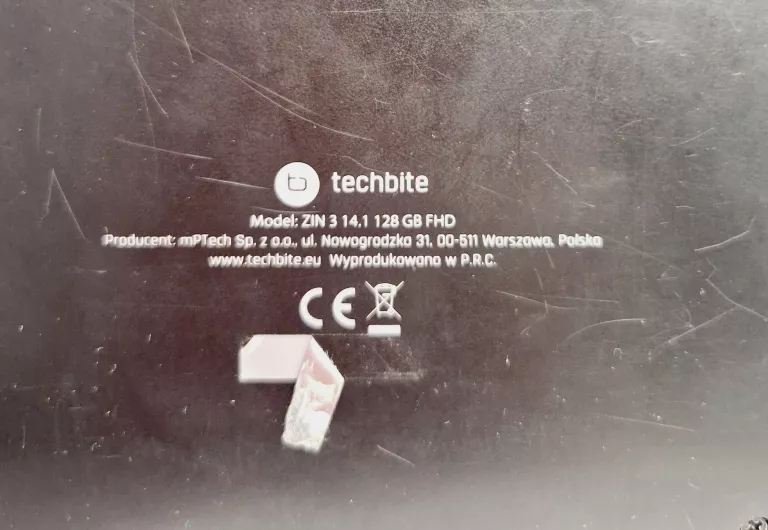 techbite
Model: ZIN 3 14.1 128 GB FHD
Producent: mPTech Sp. z o.o., ul. Nowogrodzka 31, 00-511 Warszawa, Polska
www.techbite.eu Wyprodukowano w P.R.C.
CE